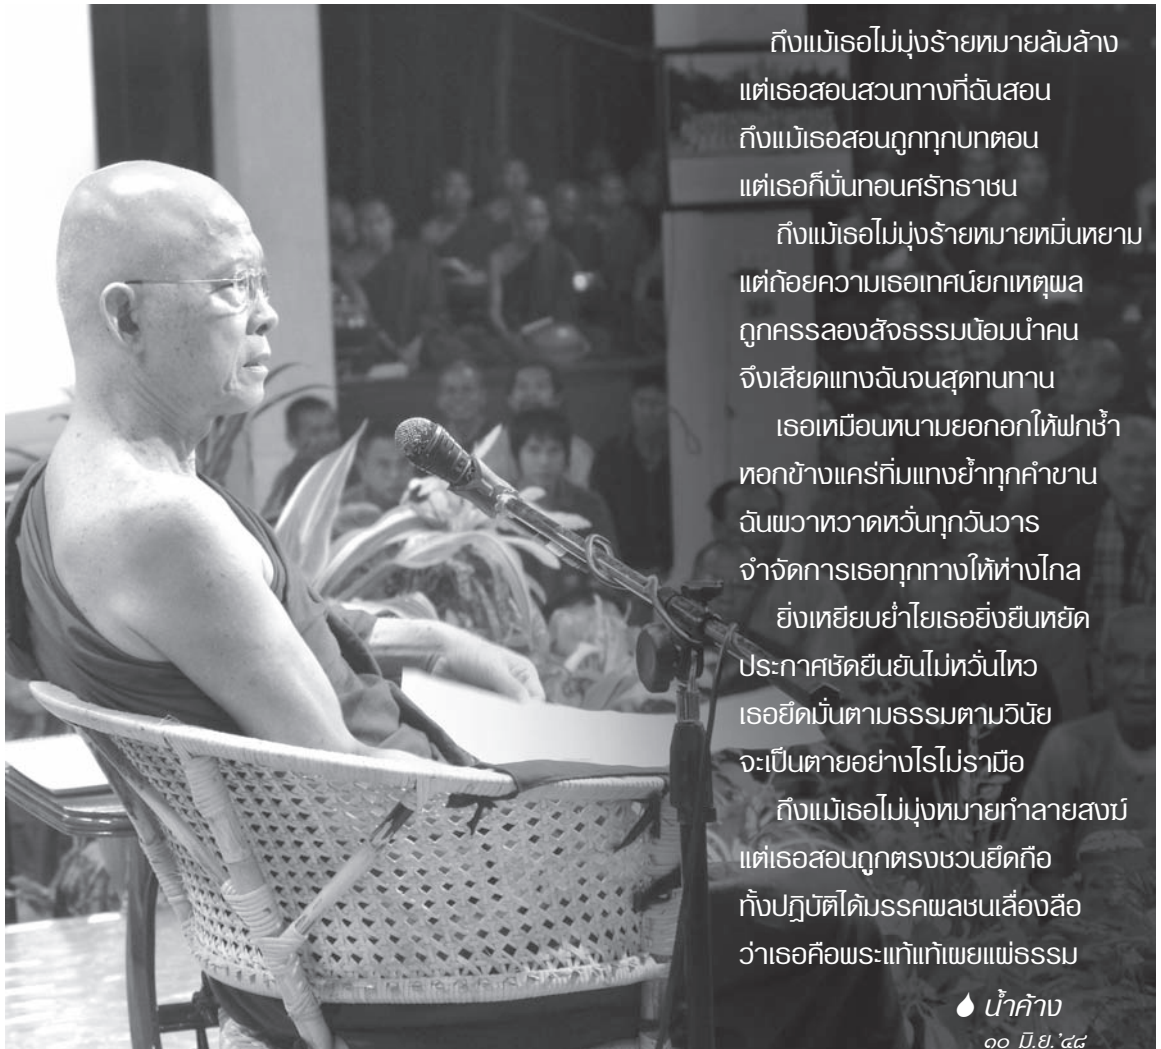 ถึงแม้เธอไม่มุ่งร้ายหมายล้มล้าง
แต่เธอสอนสวนทางที่ฉันสอน
ถึงแม้เธอสอนถูกทุกบทตอน
แต่เธอก็บั่นทอนศรัทธาชน
ถึงแม้เธอไม่มุ่งร้ายหมายหมิ่นหยาม
แต่ถ้อยความเธอเทศน์ยกเหตุผล
ถูกครรลองสัจธรรมน้อมนำคน
จึงเสียดแทงฉันจนสุดทนทาน
เธอเหมือนหนามยอกอกให้ฟกช้ำ
หอกข้างแคร่ทิ่มแทงย้ำทุกคำขาน
ฉันผวาหวาดหวั่นทุกวันวาร
จำจัดการเธอทุกทางให้ห่างไกล
ยิ่งเหยียบย่ำไยเธอยิ่งยืนหยัด
ประกาศชัดยืนยันไม่หวั่นไหว
เธอยึดมั่นตามธรรมตามวินัย
จะเป็นตายอย่างไรไม่รามือ
ถึงแม้เธอไม่มุ่งหมายทำลายสงฆ์
แต่เธอสอนถูกตรงชวนยึดถือ
ทั้งปฏิบัติได้มรรคผลชนเลื่องลือ
ว่าเธอคือพระแท้แท้เผยแผ่ธรรม
น้ำค้าง
๑๐ มิ.ย.'๔๘